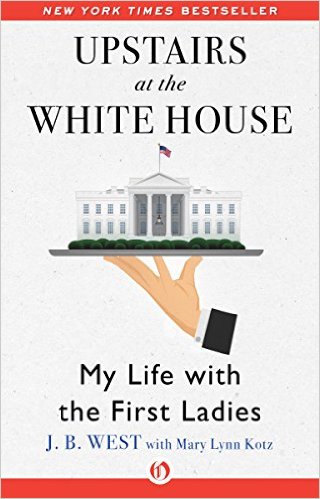 NEW YORK TIMES BESTSELLER
UPSTAIRS
at the
WHITE HOUSE
My Life with
the First Ladies
J. B. WEST with Mary Lynn Kotz